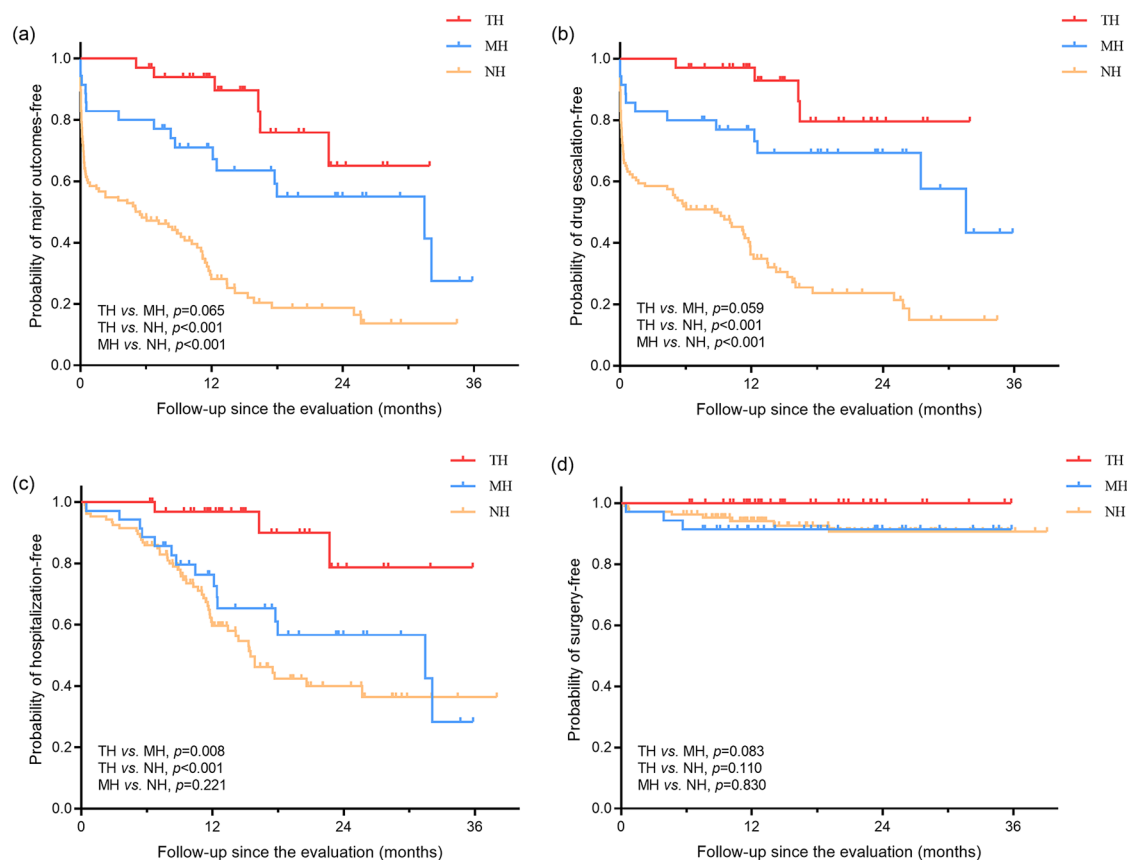 (a)
TH
MH
NH
Probability of major outcomes-free
1.0
0.8
0.6
0.4
0.2
0.0
TH vs. MH, p=0.065
TH vs. NH, p<0.001
MH vs. NH, p<0.001
0 12 24 36
Follow-up since the evaluation (months)
(b)
TH
MH
NH
Probability of drug escalation-free
1.0
0.8
0.6
0.4
0.2
0.0
TH vs. MH, p=0.059
TH vs. NH, p<0.001
MH vs. NH, p<0.001
0 12 24 36
Follow-up since the evaluation (months)
(c)
TH
MH
NH
Probability of hospitalization-free
1.0
0.8
0.6
0.4
0.2
0.0
TH vs. MH, p=0.008
TH vs. NH, p<0.001
MH vs. NH, p=0.221
0 12 24 36
Follow-up since the evaluation (months)
(d)
TH
MH
NH
Probability of surgery-free
1.0
0.8
0.6
0.4
0.2
0.0
TH vs. MH, p=0.083
TH vs. NH, p=0.110
MH vs. NH, p=0.830
0 12 24 36
Follow-up since the evaluation (months)